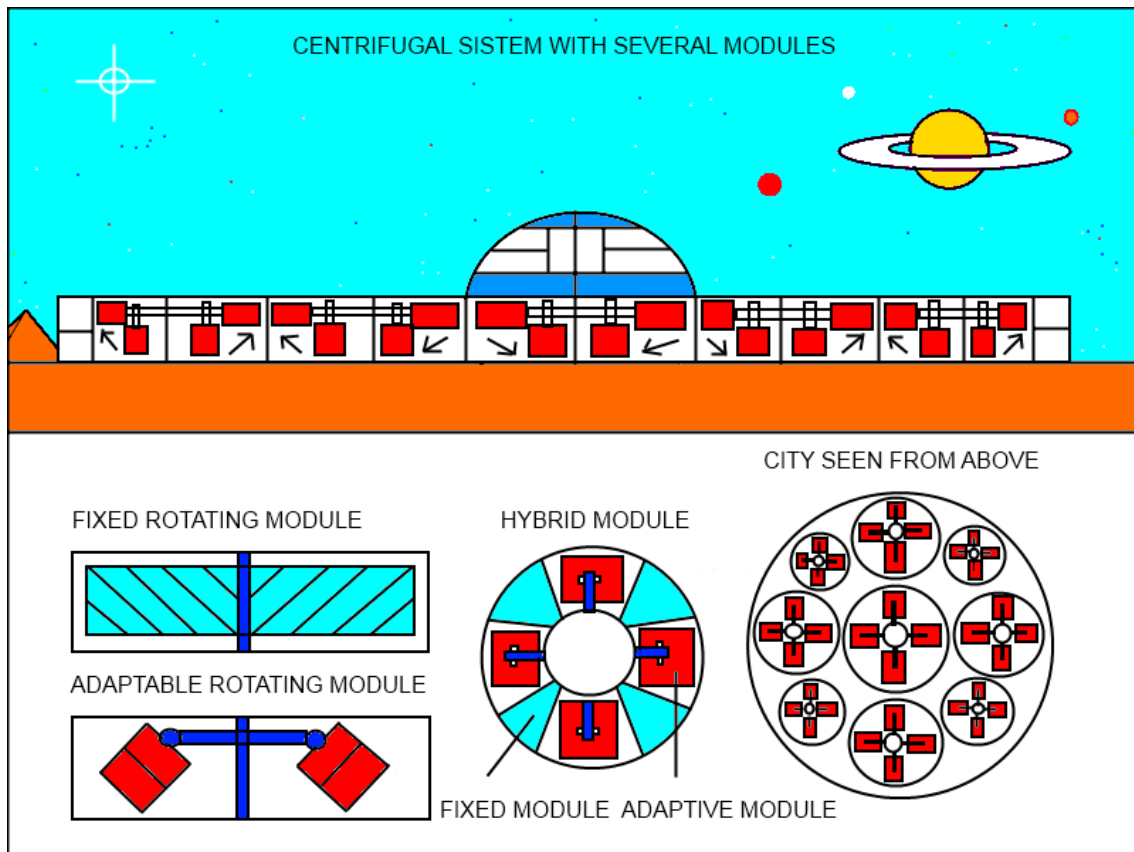 CENTRIFUGAL SISTEM WITH SEVERAL MODULES
CITY SEEN FROM ABOVE
FIXED ROTATING MODULE
HYBRID MODULE
ADAPTABLE ROTATING MODULE
FIXED MODULE
ADAPTIVE MODULE